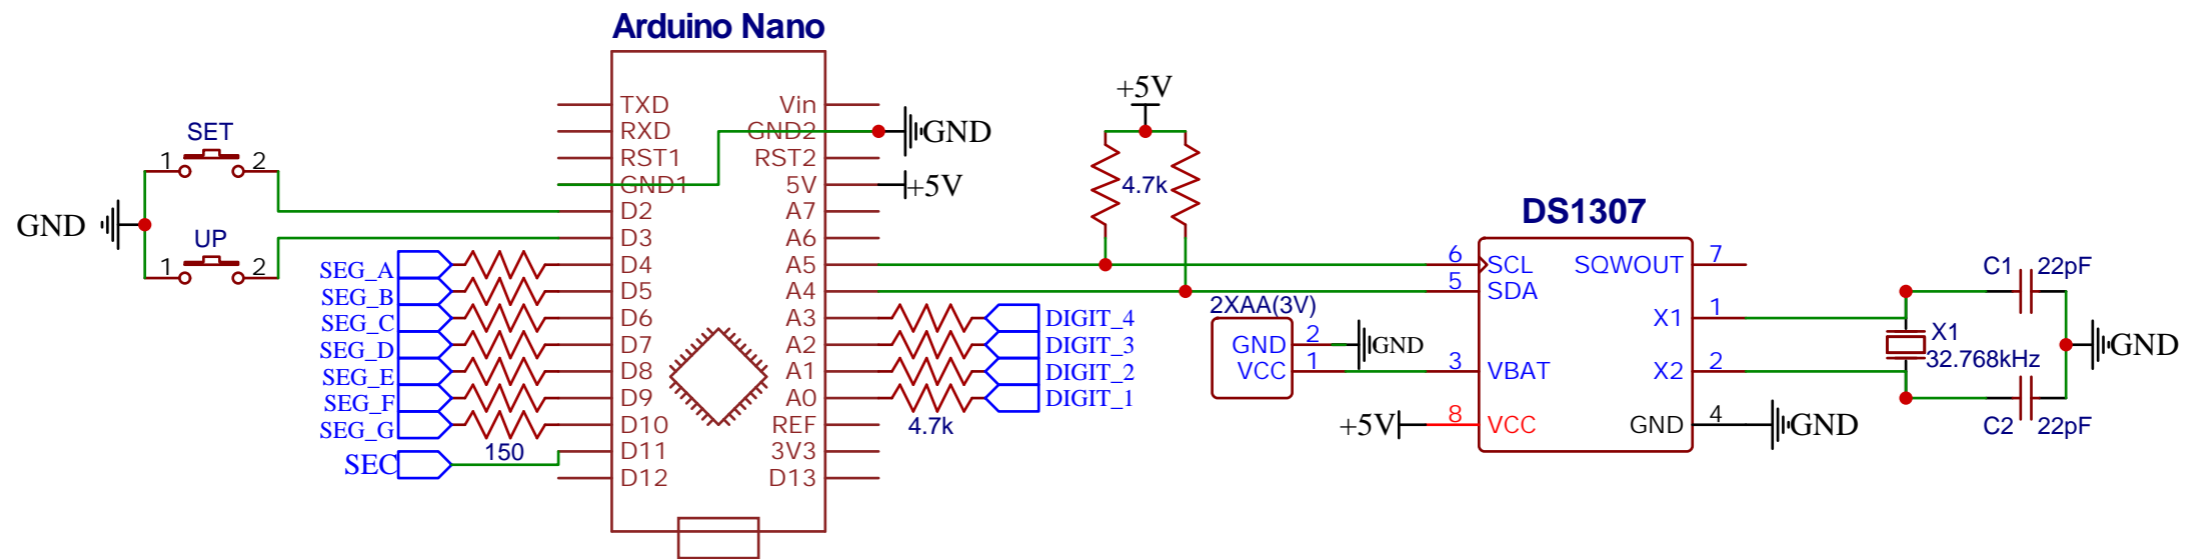 Arduino Nano
SET
1 2
GND
UP
1 2
SEG_A
SEG_B
SEG_C
SEG_D
SEG_E
SEG_F
SEG_G
SEC
150
TXD
RXD
RST1
GND1
D2
D3
D4
D5
D6
D7
D8
D9
D10
D11
D12
Vin
GND2
RST2
5V
A7
A6
A5
A4
A3
A2
A1
A0
REF
3V3
D13
GND
+5V
DIGIT_4
DIGIT_3
DIGIT_2
DIGIT_1
4.7k
+5V
4.7k
2XAA(3V)
GND 2 GND
VCC 1
+5V
DS1307
6 SCL
5 SDA
3 VBAT
8 VCC
SQWOUT 7
X1 1
X2 2
GND 4 GND
C1 22pF
X1
32.768kHz
GND
C2 22pF